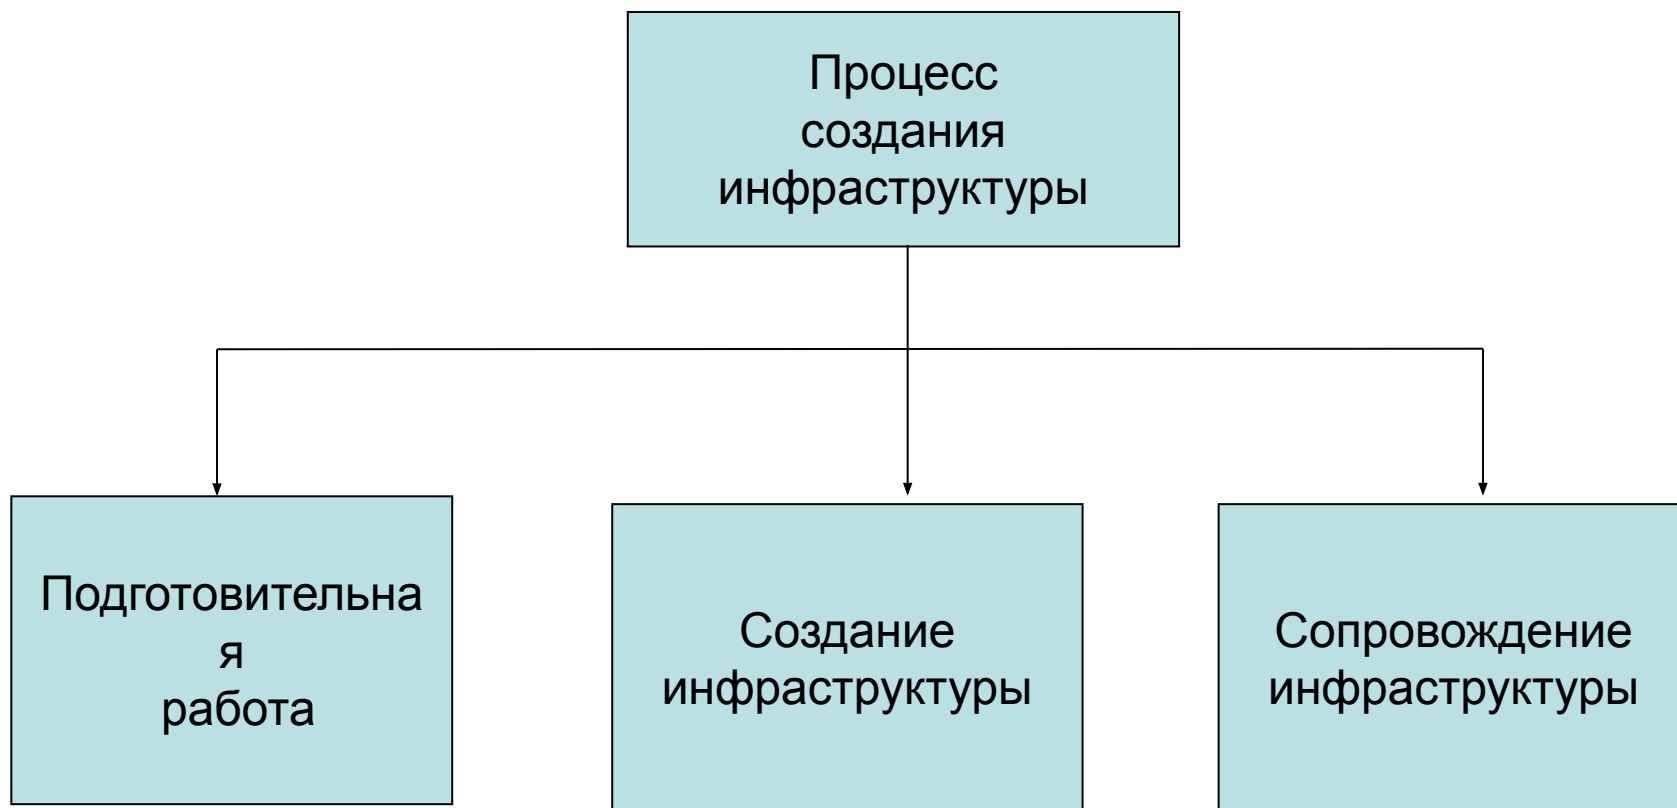 Процесс
создания
инфраструктуры
Подготовительна
я
работа
Создание
инфраструктуры
Сопровождение
инфраструктуры